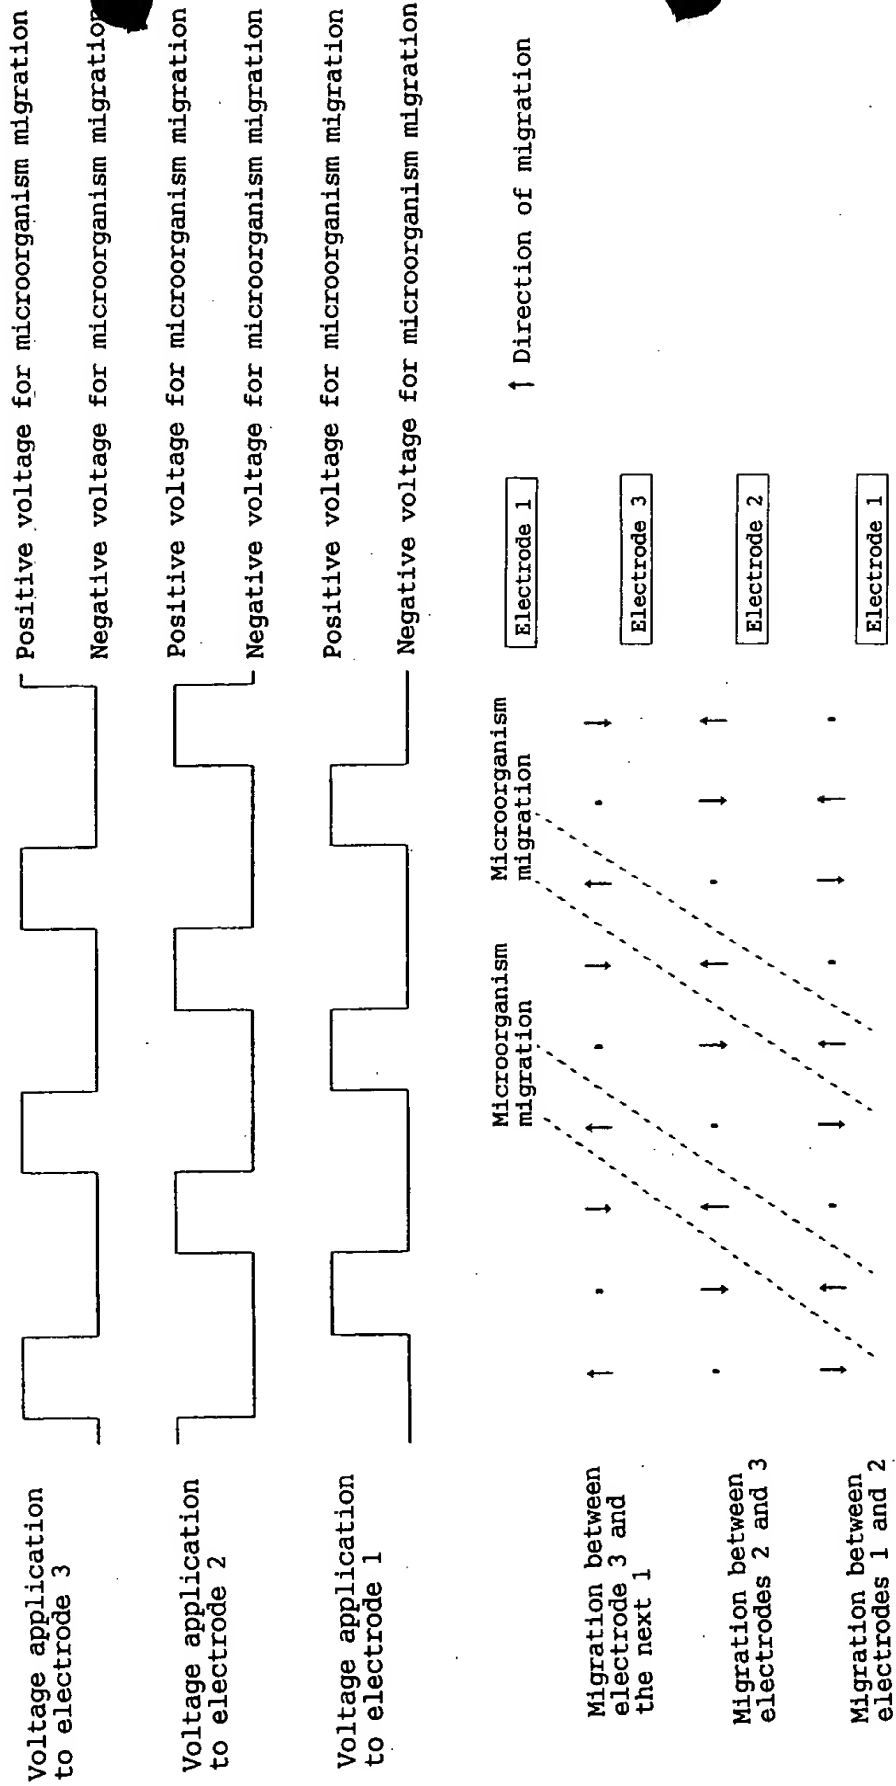 Voltage application
to electrode 3
Positive voltage for microorganism migration
Negative voltage for microorganism migration
Voltage application
to electrode 2
Positive voltage for microorganism migration
Negative voltage for microorganism migration
Voltage application
to electrode 1
Positive voltage for microorganism migration
Negative voltage for microorganism migration
↑ Direction of migration
Microorganism
migration
Microorganism
migration
Electrode 1
Migration between
electrode 3 and
the next 1
Electrode 3
Migration between
electrodes 2 and 3
Electrode 2
Migration between
electrodes 1 and 2
Electrode 1